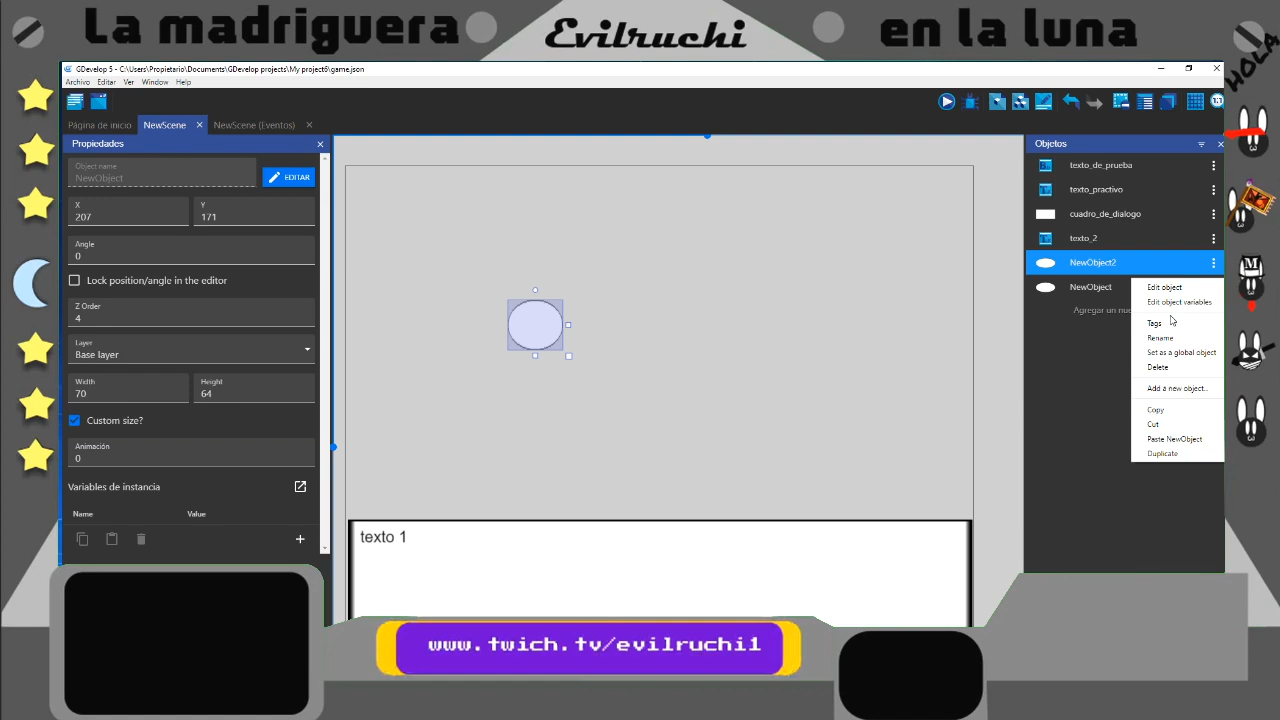 La madriguera
Evilruchi
en la luna
HOLA
GDevelop 5 - C:\Users\Propietario\Documents\GDevelop projects\My project6\game.json
Archivo Editar Ver Window Help
1:1
Página de inicio
NewScene
NewScene (Eventos)
Propiedades
Object name
NewObject
EDITAR
X
207
Y
171
Angle
0
Lock position/angle in the editor
Z Order
4
Layer
Base layer
Width
70
Height
64
Custom size?
Animación
0
Variables de instancia
Name
Value
texto 1
Objetos
texto_de_prueba
texto_practivo
cuadro_de_dialogo
texto_2
NewObject2
NewObject
Agregar un nue
Edit object
Edit object variables
Tags
Rename
Set as a global object
Delete
Add a new object...
Copy
Cut
Paste NewObject
Duplicate
M
www.twich.tv/evilruchi1